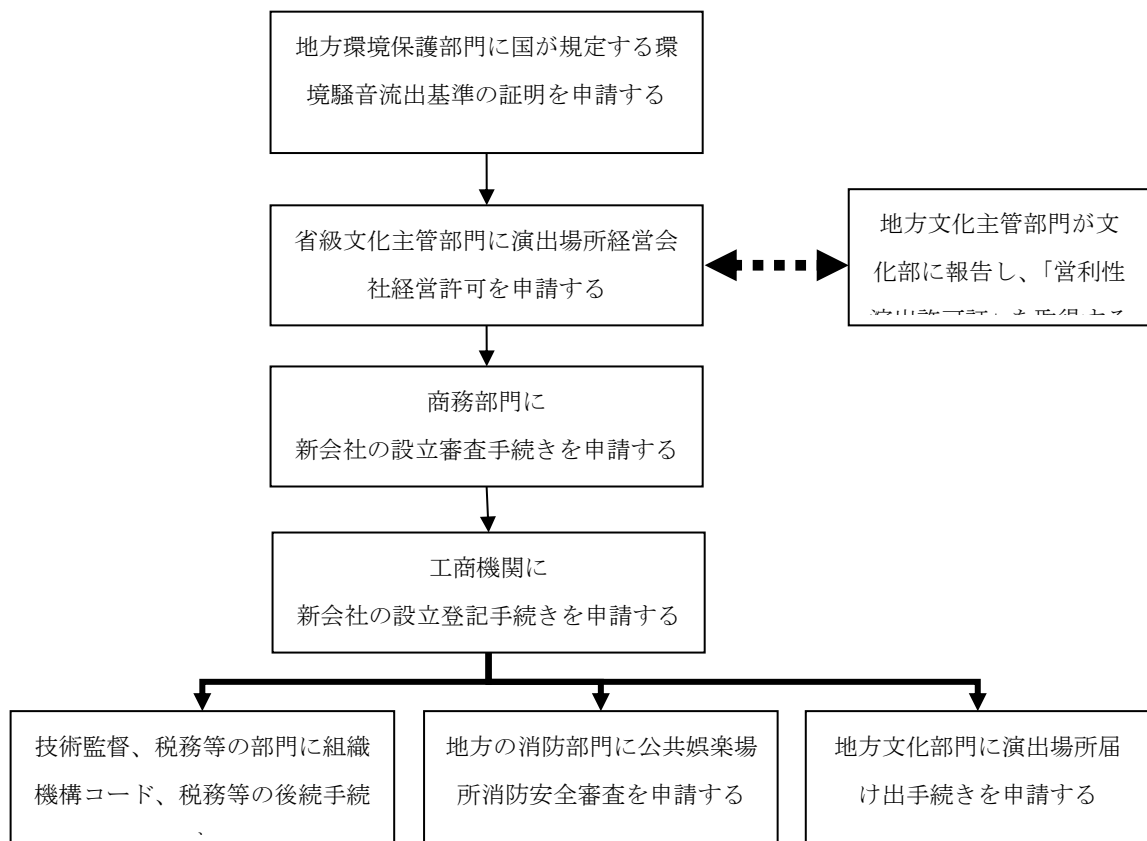 地方環境保護部門に国が規定する環
境騒音流出基準の証明を申請する
省級文化主管部門に演出場所経営会
社経営許可を申請する
地方文化主管部門が文
化部に報告し、「営利性
演出許可証」を取得する
商務部門に
新会社の設立審査手続きを申請する
工商機関に
新会社の設立登記手続きを申請する
技術監督、税務等の部門に組織
機構コード、税務等の後続手続
地方の消防部門に公共娯楽場
所消防安全審査を申請する
地方文化部門に演出場所届
け出手続きを申請する